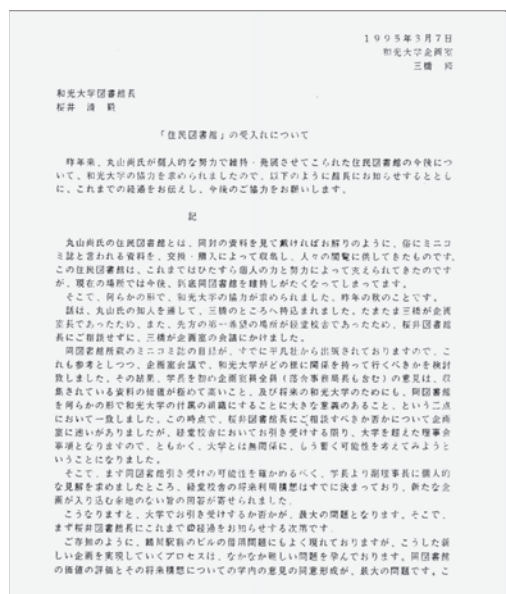 1995年3月7日
和光大学企画室
三橋 修
和光大学図書館長
桜井 清 殿
「住民図書館」の受入れについて
昨年来、丸山尚氏が個人的な努力で維持・発展させてこられた住民図書館の今後につ
いて、和光大学の協力を求められましたので、以下のように館長にお知らせするととも
に、これまでの経過をお伝えし、今後のご協力をお願いします。
記
丸山尚氏の住民図書館とは、同封の資料を見て戴ければお解りのように、俗にミニコ
ミ誌と言われる資料を、交換・購入によって収集し、人々の閲覧に供してきたものです。
この住民図書館は、これまではひたすら個人の力と努力によって支えられてきたのです
が、現在の場所では今後、到底同図書館を維持しがたくなってしまってます。
そこで、何らかの形で、和光大学の協力が求められました。昨年の秋のことです。
話は、丸山氏の知人を通して、三橋のところへ持込まれました。たまたま三橋が企画
室長であったため、また、先方の第一希望の場所が経堂校舎であったため、桜井図書館
長にご相談せずに、三橋が企画室の会議にかけました。
同図書館所蔵のミニコミ誌の目録が、すでに平凡社から出版されておりますので、こ
れも参考としつつ、企画室会議で、和光大学がどの様に関係を持って行くべきかを検討
致しました。その結果、学長を初め企画室員全員(落合事務局長も含む)の意見は、収
集されている資料の価値が極めて高いこと、及び将来の和光大学のためにも、同図書館
を何らかの形で和光大学の付属の組織にすることに大きな意義のあること、という二点
において一致しました。この時点で、桜井図書館長にご相談すべきか否かについて企画
室に迷いがありましたが、経堂校舎においてお引き受けする限り、大学を超えた理事会
事項となりますので、ともかく、大学とは無関係に、もう暫く可能性を考えてみようと
いうことになりました。
そこで、まず同図書館引き受けの可能性を確かめるべく、学長より副理事長に個人的
な見解を求めましたところ、経堂校舎の将来利用構想はすでに決まっており、新たな企
画が入り込む余地のない旨の回答が寄せられました。
こうなりますと、大学でお引き受けするか否かが、最大の問題となります。そこで、
まず桜井図書館長にこれまでの経過をお知らせする次第です。
ご存知のように、鶴川駅前のビルの借用問題にもよく現れておりますが、こうした新
しい企画を実現していくプロセスは、なかなか難しい問題を孕んでおります。同図書館
の価値の評価とその将来構想についての学内の意見の同意形成が、最大の問題です。こ